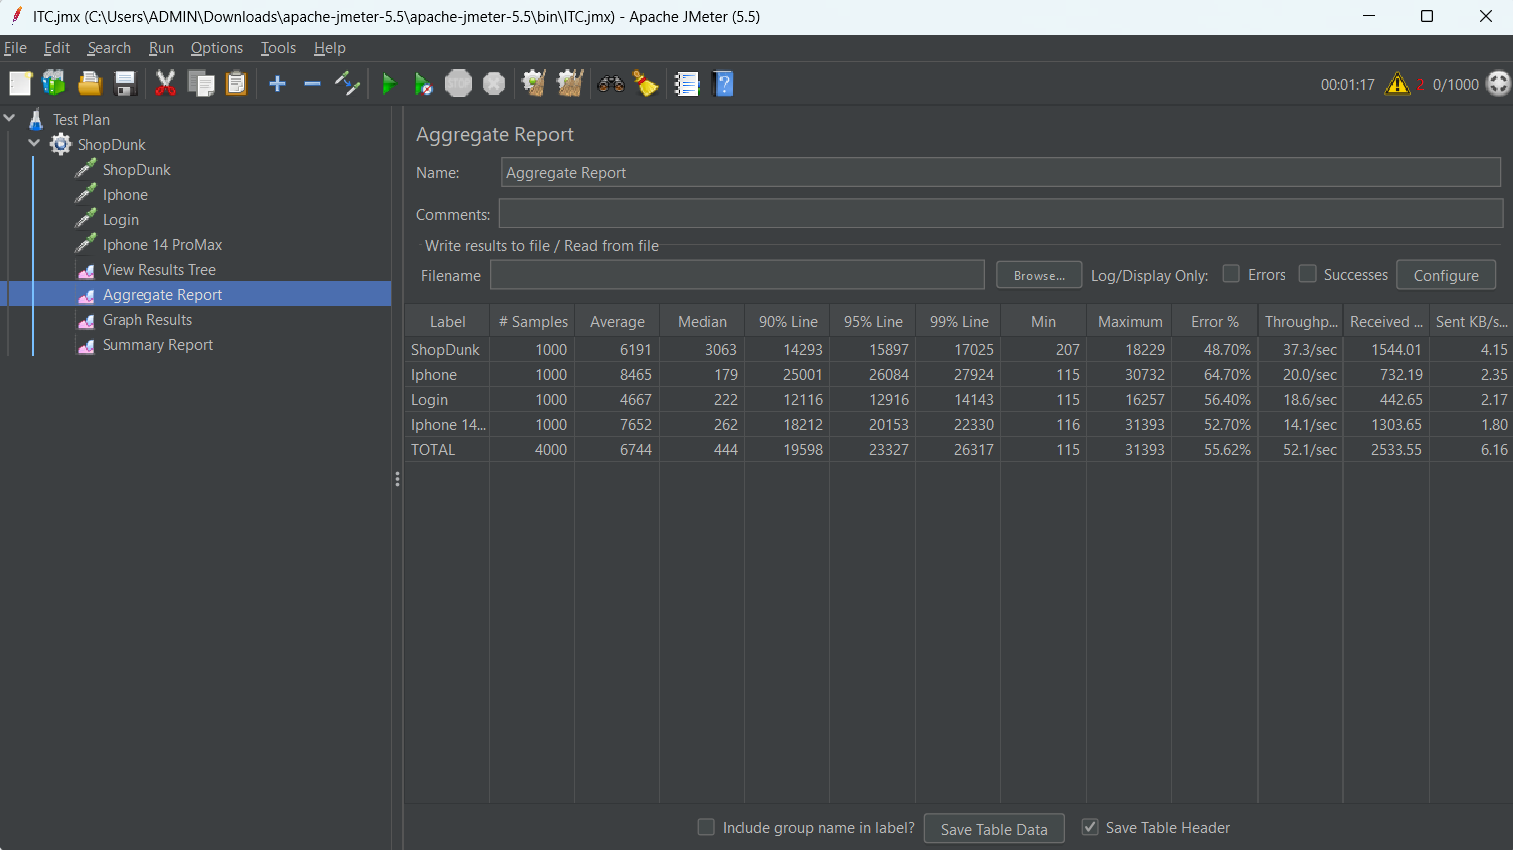 ITC.jmx (C:\Users\ADMIN\Downloads\apache-jmeter-5.5\apache-jmeter-5.5\bin\ITC.jmx) - Apache JMeter (5.5)
File Edit Search Run Options Tools Help
STOP 00:01:17 2 0/1000
Test Plan
ShopDunk
ShopDunk
Iphone
Login
Iphone 14 ProMax
View Results Tree
Aggregate Report
Graph Results
Summary Report
Aggregate Report
Name: Aggregate Report
Comments:
Write results to file / Read from file
Filename Browse... Log/Display Only: Errors Successes Configure
Label # Samples Average Median 90% Line 95% Line 99% Line Min Maximum Error % Throughp... Received ... Sent KB/s...
ShopDunk 1000 6191 3063 14293 15897 17025 207 18229 48.70% 37.3/sec 1544.01 4.15
Iphone 1000 8465 179 25001 26084 27924 115 30732 64.70% 20.0/sec 732.19 2.35
Login 1000 4667 222 12116 12916 14143 115 16257 56.40% 18.6/sec 442.65 2.17
Iphone 14... 1000 7652 262 18212 20153 22330 116 31393 52.70% 14.1/sec 1303.65 1.80
TOTAL 4000 6744 444 19598 23327 26317 115 31393 55.62% 52.1/sec 2533.55 6.16
Include group name in label? Save Table Data Save Table Header